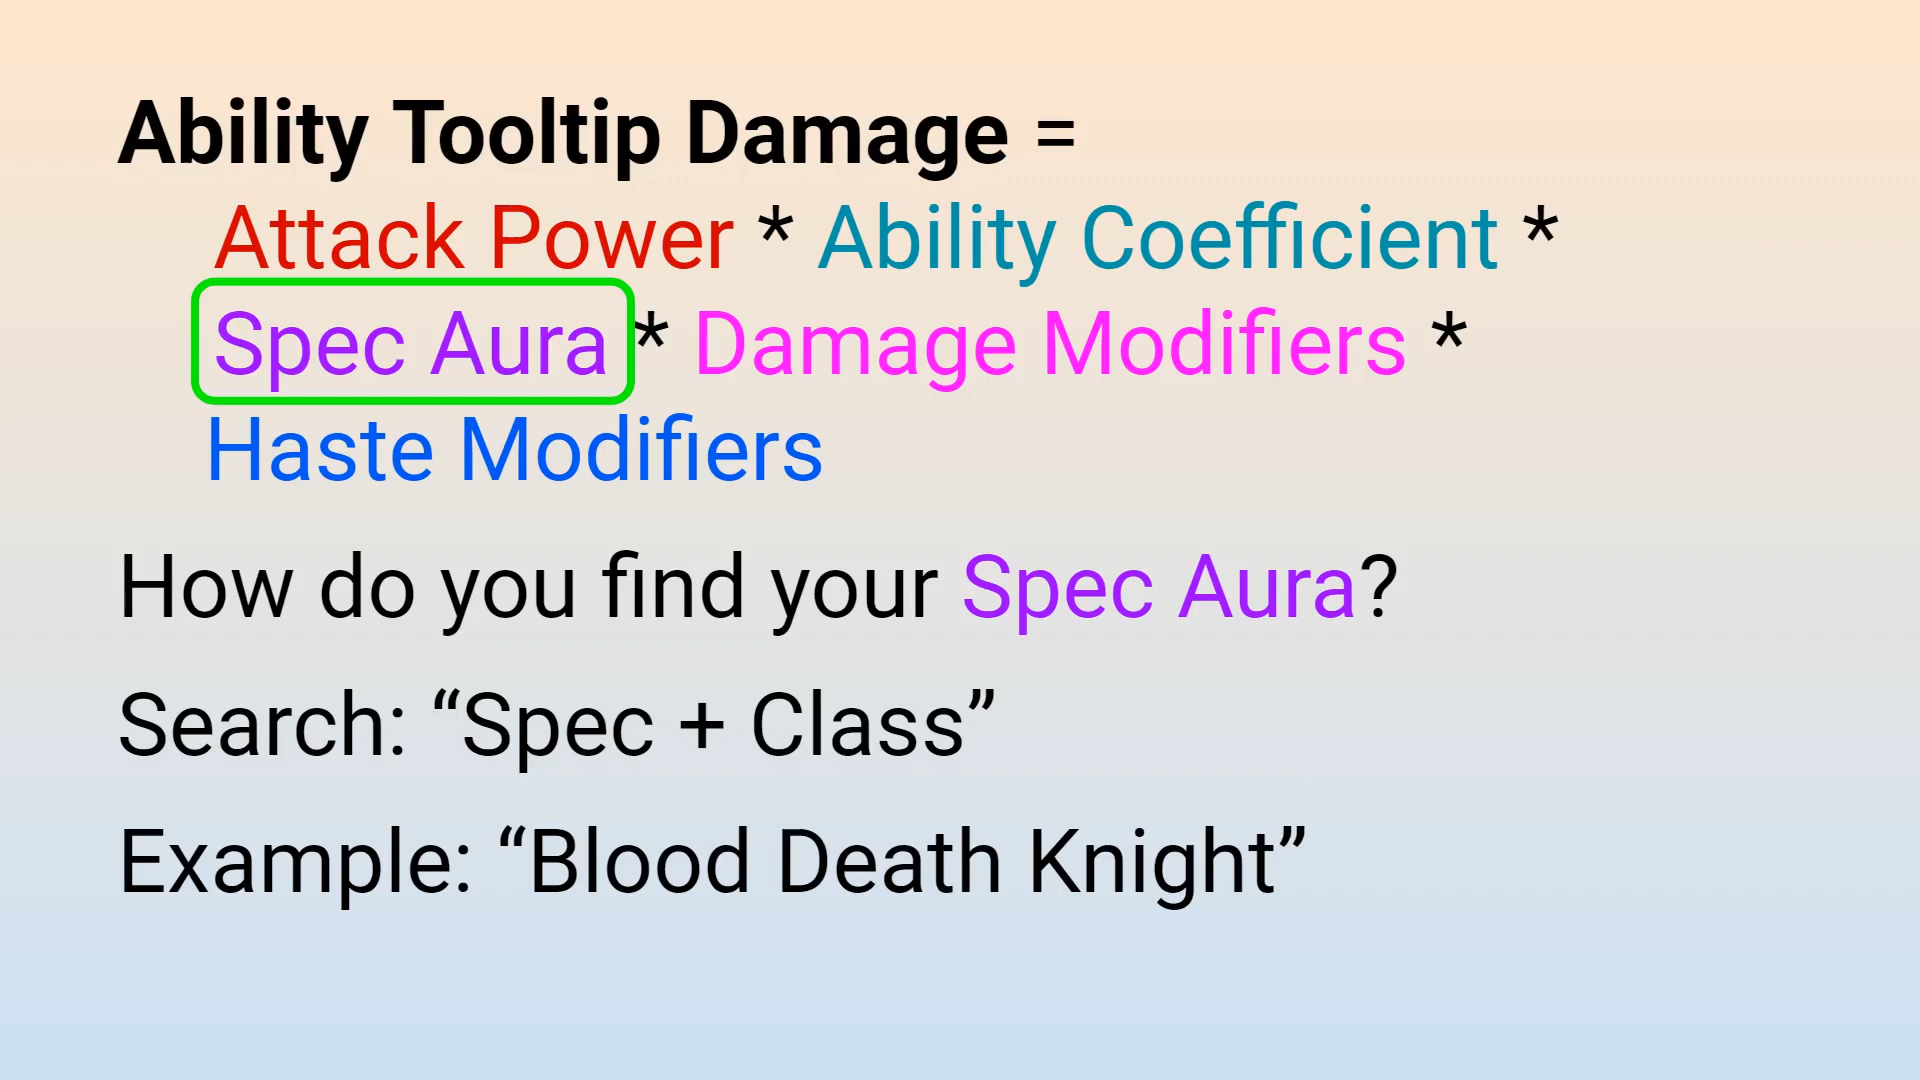 Ability Tooltip Damage =
Attack Power * Ability Coefficient *
Spec Aura * Damage Modifiers *
Haste Modifiers
How do you find your Spec Aura?
Search: “Spec + Class”
Example: “Blood Death Knight”